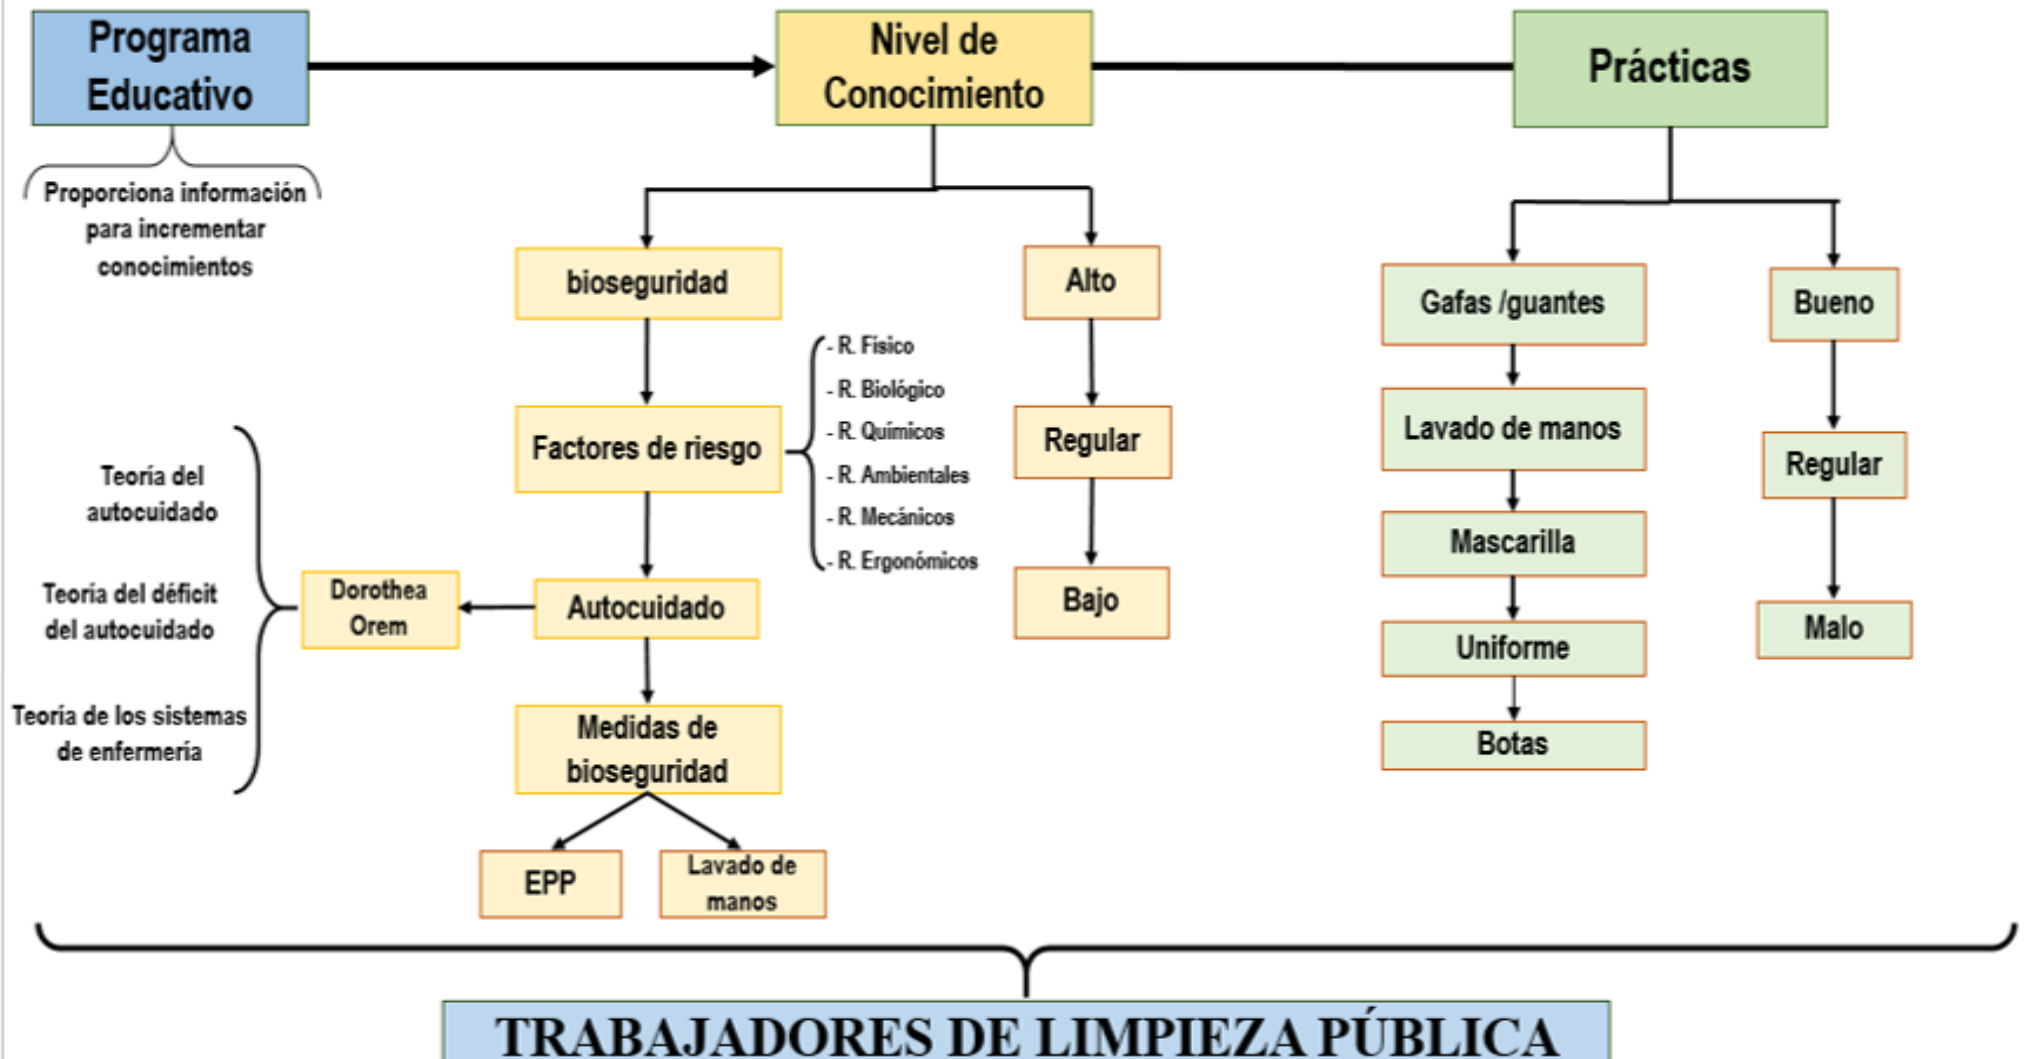 Programa
Educativo
Nivel de
Conocimiento
Prácticas
Proporciona información
para incrementar
conocimientos
bioseguridad
Factores de riesgo
- R. Físico
- R. Biológico
- R. Químicos
- R. Ambientales
- R. Mecánicos
- R. Ergonómicos
Autocuidado
Dorothea
Orem
Teoría del
autocuidado
Teoría del déficit
del autocuidado
Teoría de los sistemas
de enfermería
Medidas de
bioseguridad
EPP
Lavado de
manos
Alto
Regular
Bajo
Gafas /guantes
Lavado de manos
Mascarilla
Uniforme
Botas
Bueno
Regular
Malo
TRABAJADORES DE LIMPIEZA PÚBLICA